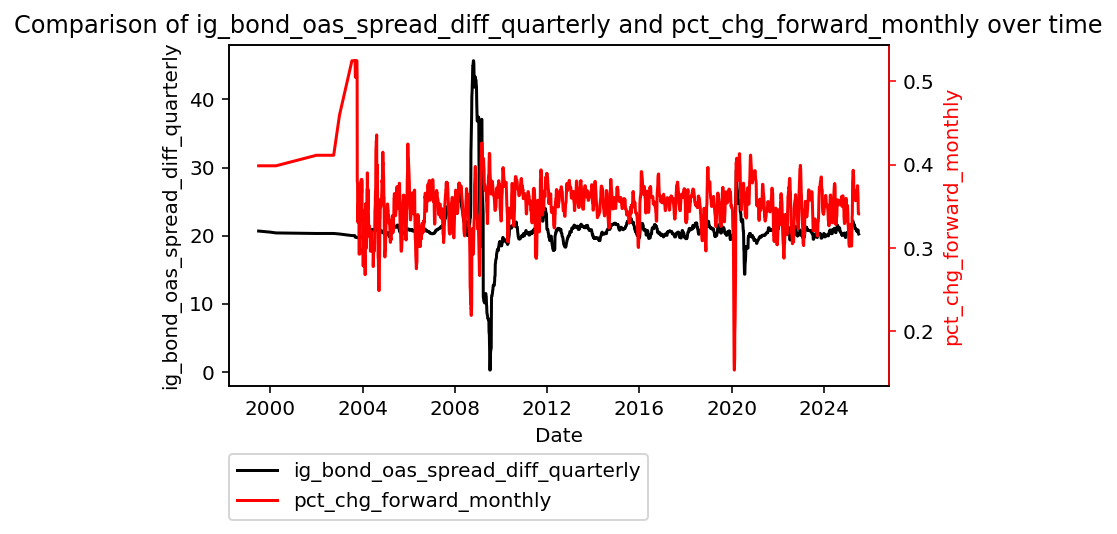 Comparison of ig_bond_oas_spread_diff_quarterly and pct_chg_forward_monthly over time
ig_bond_oas_spread_diff_quarterly
40
30
20
10
0
0.5
0.4
0.3
0.2
pct_chg_forward_monthly
2000 2004 2008 2012 2016 2020 2024
Date
ig_bond_oas_spread_diff_quarterly
pct_chg_forward_monthly